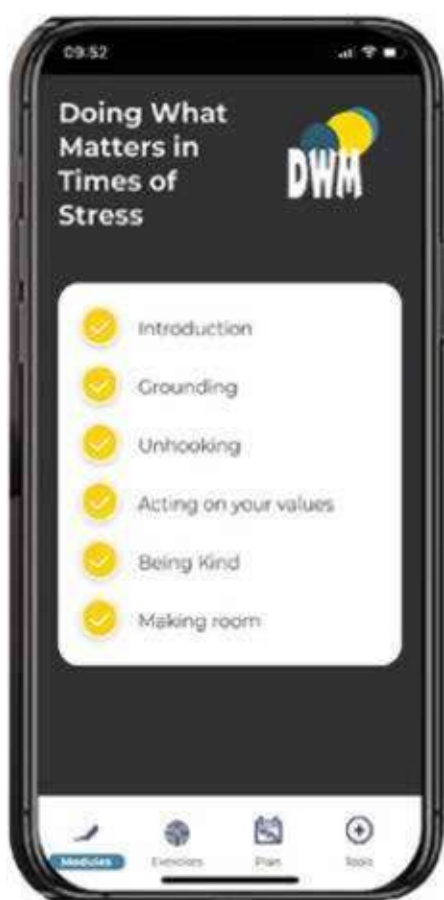 09:52
Doing What
Matters in
Times of
Stress
DWM
Introduction
Grounding
Unhooking
Acting on your values
Being Kind
Making room
Modules
Exercises
Plan
Tools